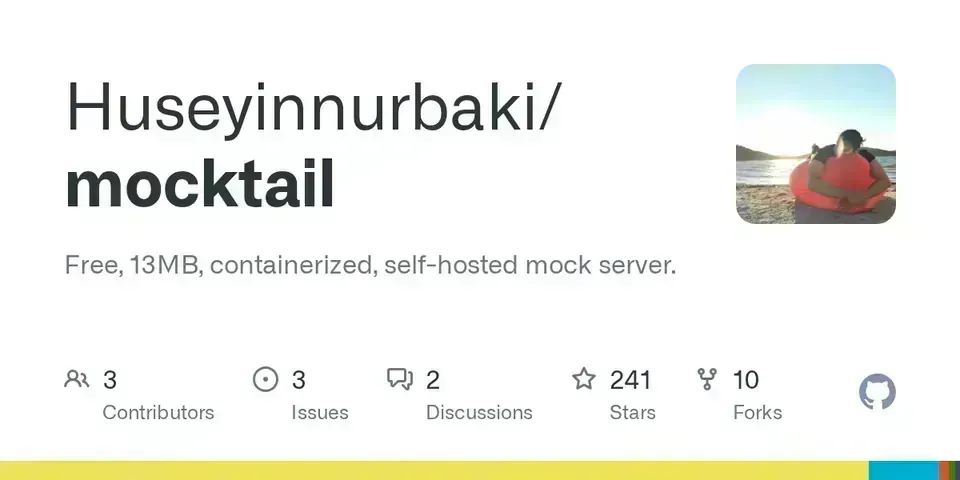 Huseyinnurbaki/
mocktail
Free, 13MB, containerized, self-hosted mock server.
3
Contributors
3
Issues
2
Discussions
241
Stars
10
Forks